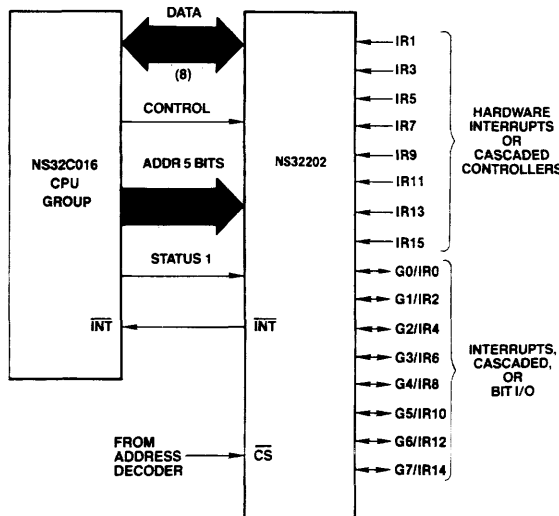 DATA
(8)
CONTROL
NS32C016
CPU
GROUP
ADDR 5 BITS
STATUS 1
INT
NS32202
INT
FROM
ADDRESS
DECODER
CS
IR1
IR3
IR5
IR7
IR9
IR11
IR13
IR15
HARDWARE
INTERRUPTS
OR
CASCADED
CONTROLLERS
G0/IR0
G1/IR2
G2/IR4
G3/IR6
G4/IR8
G5/IR10
G6/IR12
G7/IR14
INTERRUPTS,
CASCADED,
OR
BIT I/O